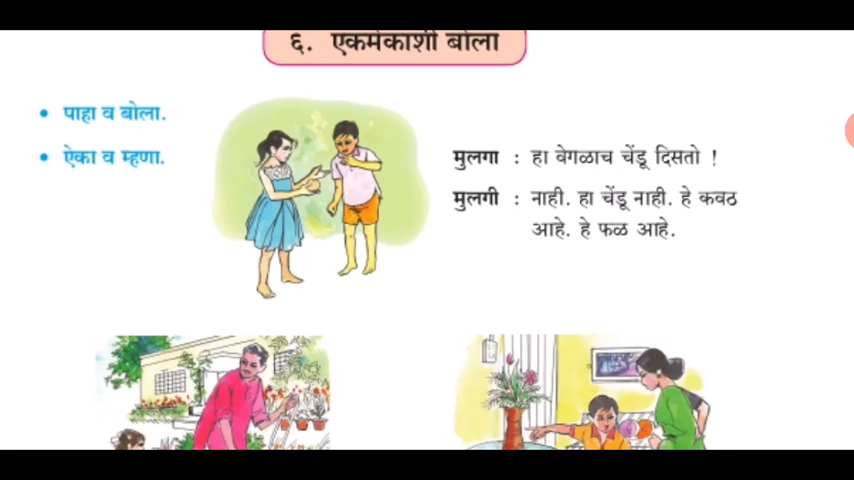 ६. एकमेकांशी बोला
• पाहा व बोला.
• ऐका व म्हणा.
मुलगा : हा वेगळाच चेंडू दिसतो !
मुलगी : नाही. हा चेंडू नाही. हे कवठ
आहे. हे फळ आहे.